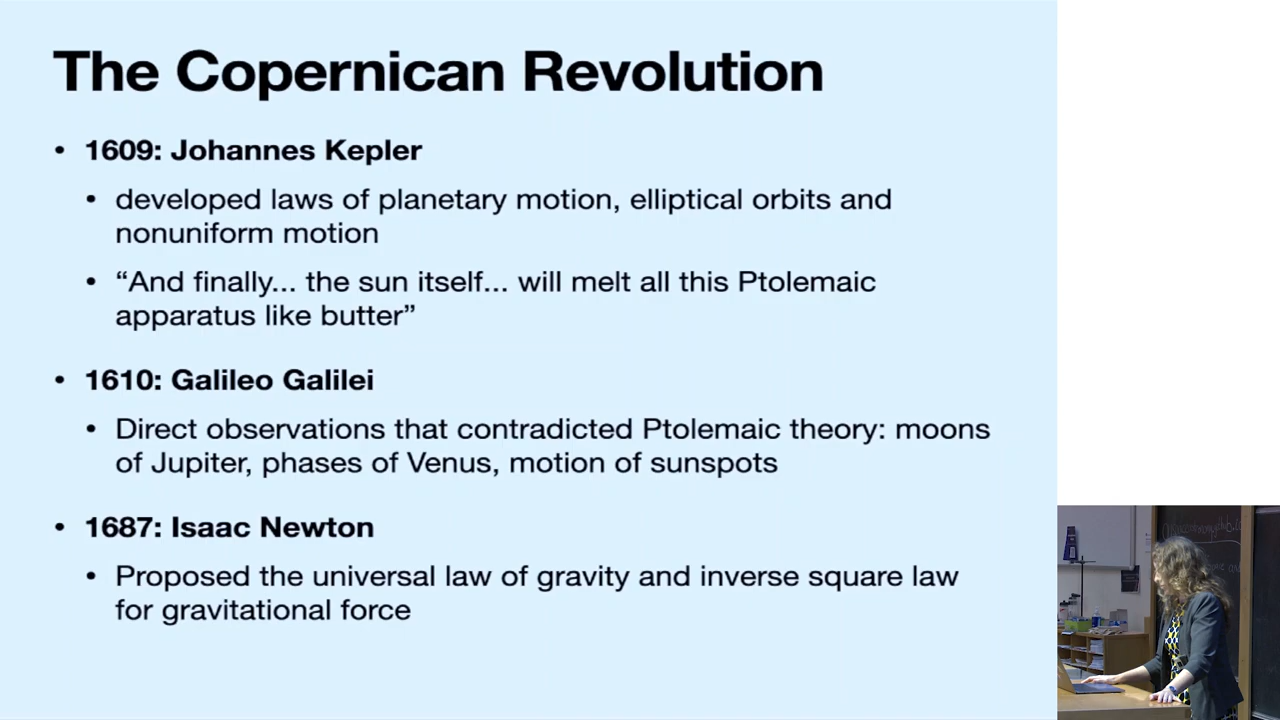 The Copernican Revolution
• 1609: Johannes Kepler
• developed laws of planetary motion, elliptical orbits and
nonuniform motion
• “And finally... the sun itself... will melt all this Ptolemaic
apparatus like butter”
• 1610: Galileo Galilei
• Direct observations that contradicted Ptolemaic theory: moons
of Jupiter, phases of Venus, motion of sunspots
• 1687: Isaac Newton
• Proposed the universal law of gravity and inverse square law
for gravitational force